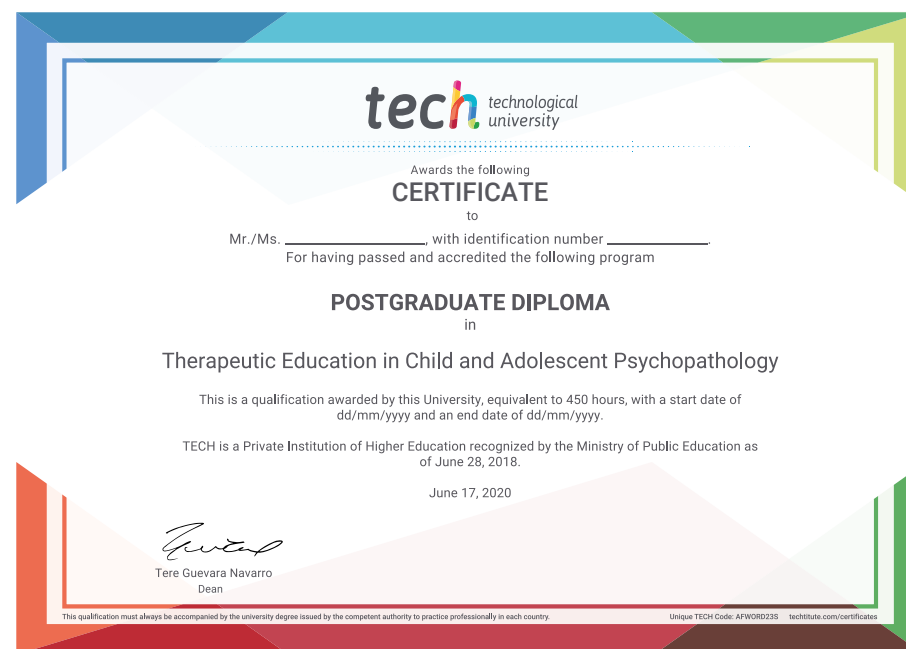 tech technological
university
Awards the following
CERTIFICATE
to
Mr./Ms. ____________, with identification number ____________.
For having passed and accredited the following program
POSTGRADUATE DIPLOMA
in
Therapeutic Education in Child and Adolescent Psychopathology
This is a qualification awarded by this University, equivalent to 450 hours, with a start date of
dd/mm/yyyy and an end date of dd/mm/yyyy.
TECH is a Private Institution of Higher Education recognized by the Ministry of Public Education as
of June 28, 2018.
June 17, 2020
Tere Guevara Navarro
Dean
This qualification must always be accompanied by the university degree issued by the competent authority to practice professionally in each country.
Unique TECH Code: AFWORD23S techtitute.com/certificates